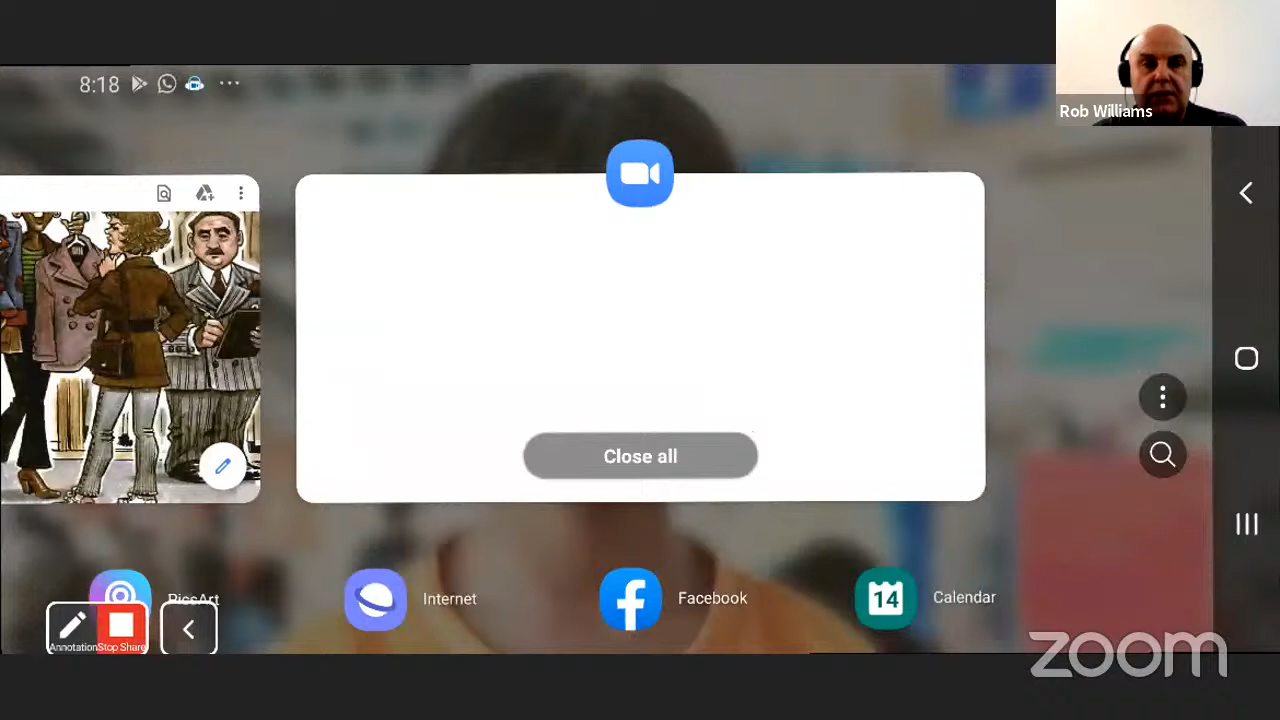 8:18
Rob Williams
Close all
PicsArt
Internet
Facebook
14
Calendar
Annotation
Stop Share
zoom